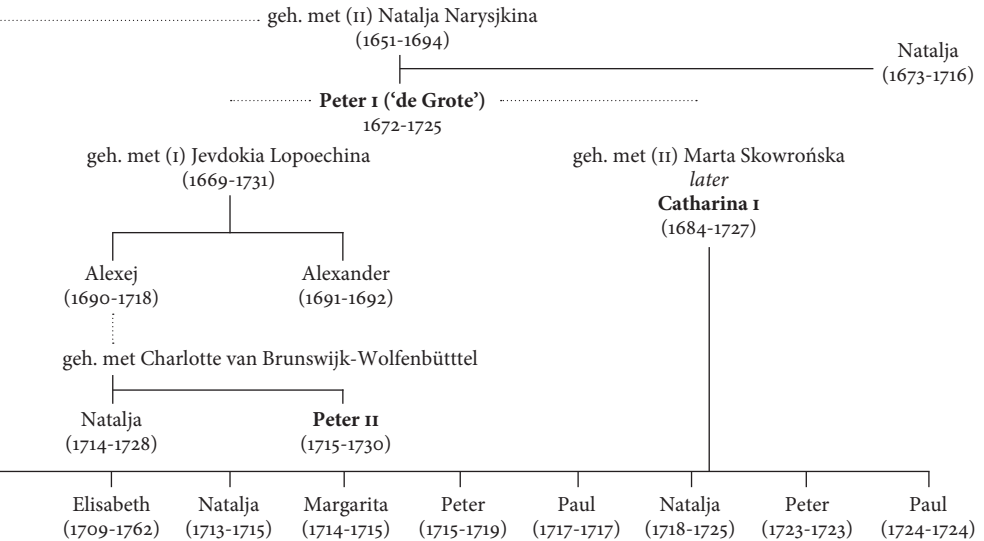 geh. met (II) Natalja Narysjkina
(1651-1694)
Natalja
(1673-1716)
Peter I (‘de Grote’)
1672-1725
geh. met (I) Jevdokia Lopoechina
(1669-1731)
geh. met (II) Marta Skowrońska
later
Catharina I
(1684-1727)
Alexej
(1690-1718)
Alexander
(1691-1692)
geh. met Charlotte van Brunswijk-Wolfenbütttel
Natalja
(1714-1728)
Peter II
(1715-1730)
Elisabeth
(1709-1762)
Natalja
(1713-1715)
Margarita
(1714-1715)
Peter
(1715-1719)
Paul
(1717-1717)
Natalja
(1718-1725)
Peter
(1723-1723)
Paul
(1724-1724)